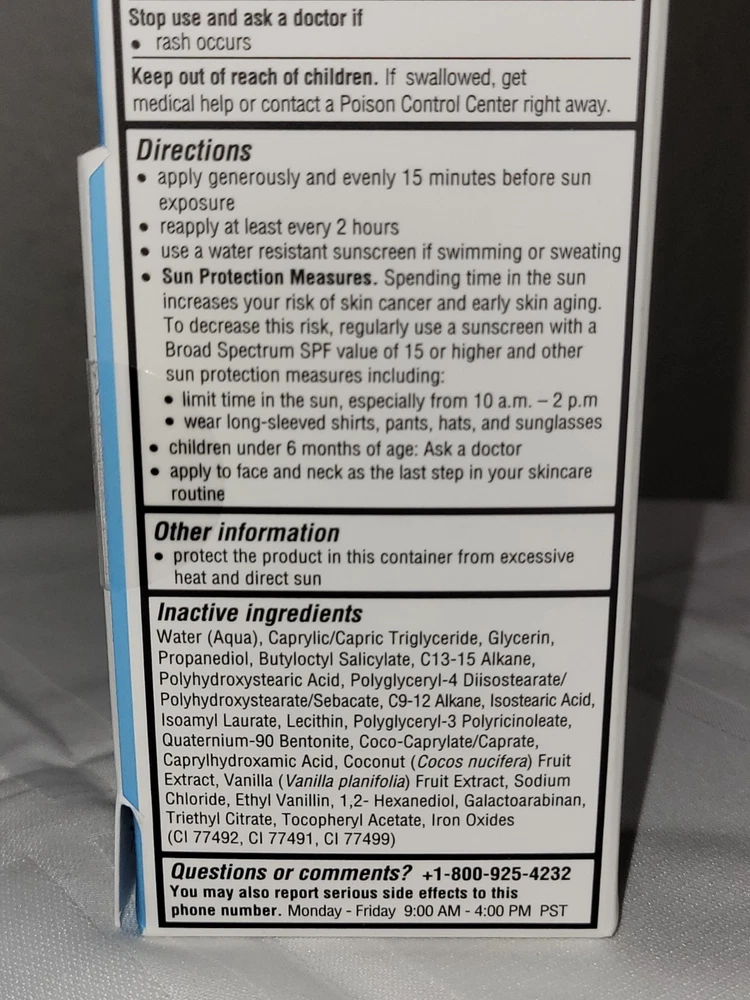 Stop use and ask a doctor if
• rash occurs
Keep out of reach of children. If swallowed, get
medical help or contact a Poison Control Center right away.
Directions
• apply generously and evenly 15 minutes before sun
exposure
• reapply at least every 2 hours
• use a water resistant sunscreen if swimming or sweating
• Sun Protection Measures. Spending time in the sun
increases your risk of skin cancer and early skin aging.
To decrease this risk, regularly use a sunscreen with a
Broad Spectrum SPF value of 15 or higher and other
sun protection measures including:
• limit time in the sun, especially from 10 a.m. – 2 p.m
• wear long-sleeved shirts, pants, hats, and sunglasses
• children under 6 months of age: Ask a doctor
• apply to face and neck as the last step in your skincare
routine
Other information
• protect the product in this container from excessive
heat and direct sun
Inactive ingredients
Water (Aqua), Caprylic/Capric Triglyceride, Glycerin,
Propanediol, Butyloctyl Salicylate, C13-15 Alkane,
Polyhydroxystearic Acid, Polyglyceryl-4 Diisostearate/
Polyhydroxystearate/Sebacate, C9-12 Alkane, Isostearic Acid,
Isoamyl Laurate, Lecithin, Polyglyceryl-3 Polyricinoleate,
Quaternium-90 Bentonite, Coco-Caprylate/Caprate,
Caprylhydroxamic Acid, Coconut (Cocos nucifera) Fruit
Extract, Vanilla (Vanilla planifolia) Fruit Extract, Sodium
Chloride, Ethyl Vanillin, 1,2- Hexanediol, Galactoarabinan,
Triethyl Citrate, Tocopheryl Acetate, Iron Oxides
(CI 77492, CI 77491, CI 77499)
Questions or comments? +1-800-925-4232
You may also report serious side effects to this
phone number. Monday - Friday 9:00 AM - 4:00 PM PST